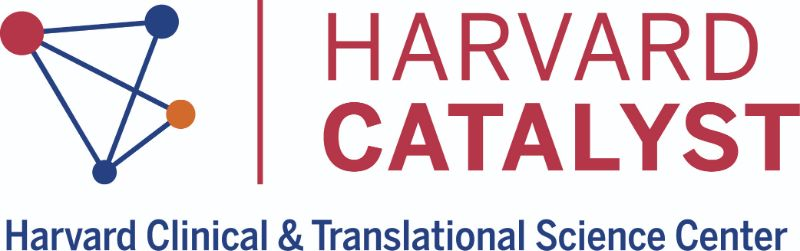 HARVARD
CATALYST
Harvard Clinical & Translational Science Center